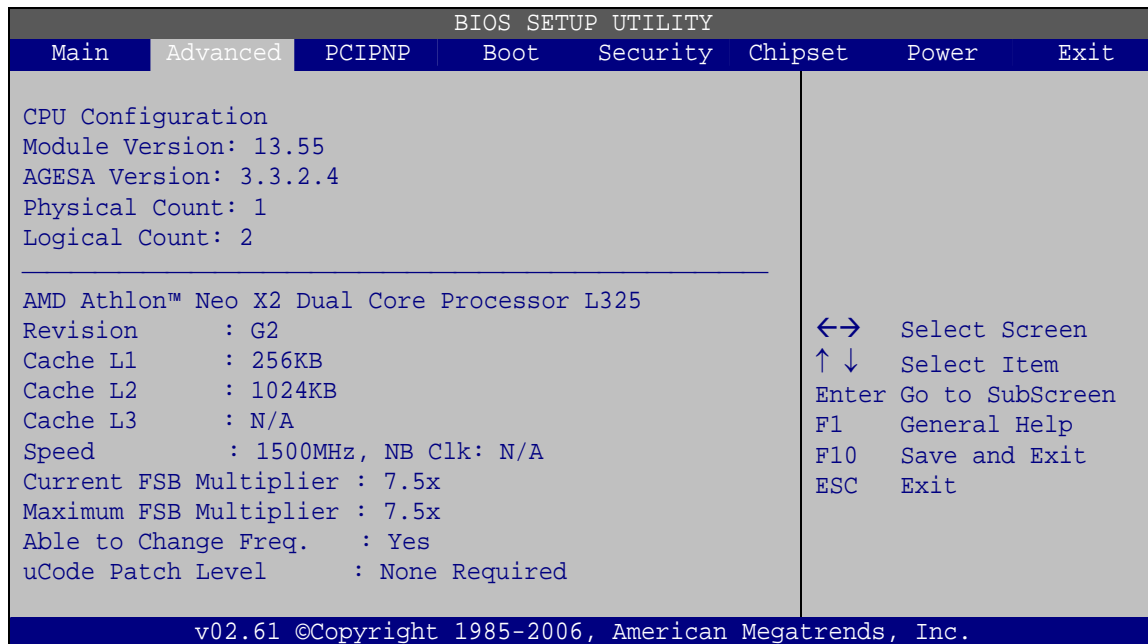 BIOS SETUP UTILITY
Main Advanced PCIPNP Boot Security Chipset Power Exit
CPU Configuration
Module Version: 13.55
AGESA Version: 3.3.2.4
Physical Count: 1
Logical Count: 2
AMD Athlon™ Neo X2 Dual Core Processor L325
Revision : G2
Cache L1 : 256KB
Cache L2 : 1024KB
Cache L3 : N/A
Speed : 1500MHz, NB Clk: N/A
Current FSB Multiplier : 7.5x
Maximum FSB Multiplier : 7.5x
Able to Change Freq. : Yes
uCode Patch Level : None Required
←→ Select Screen
↑ ↓ Select Item
Enter Go to SubScreen
F1 General Help
F10 Save and Exit
ESC Exit
v02.61 ©Copyright 1985-2006, American Megatrends, Inc.